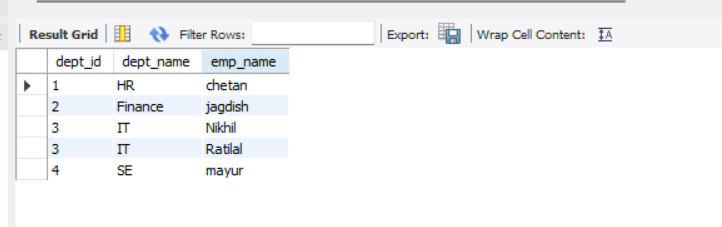 Result Grid Filter Rows: Export: Wrap Cell Content: IA
dept_id dept_name emp_name
1 HR chetan
2 Finance jagdish
3 IT Nikhil
3 IT Ratilal
4 SE mayur